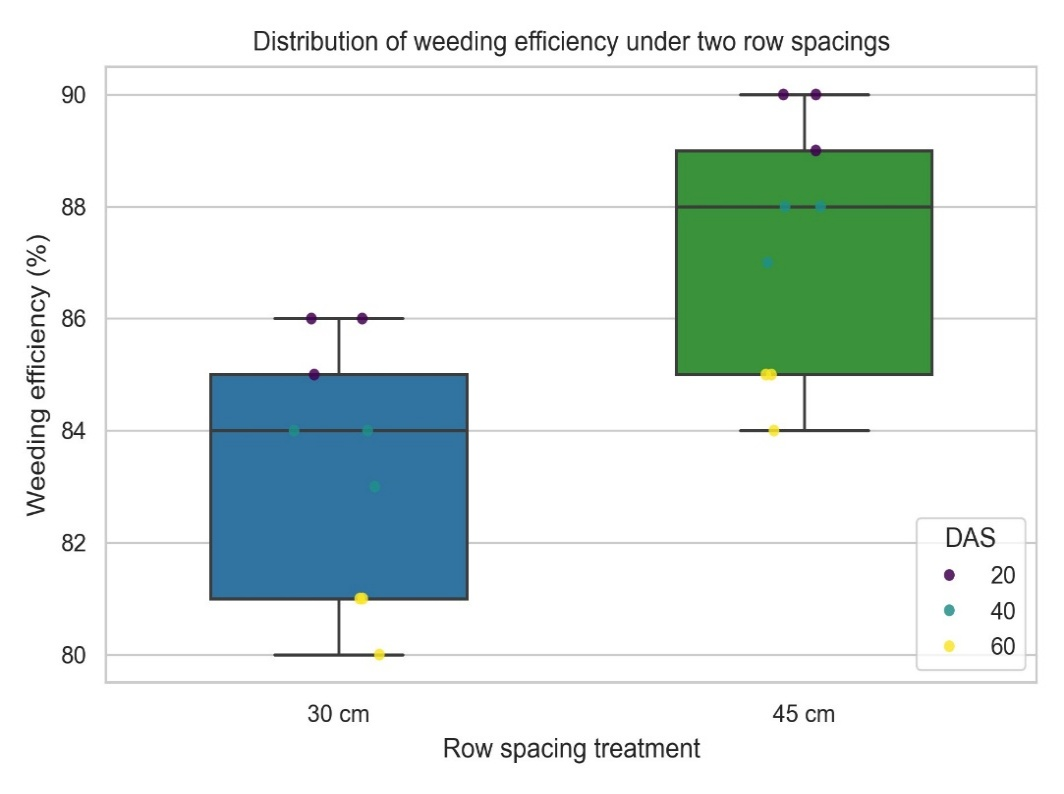 Distribution of weeding efficiency under two row spacings
Weeding efficiency (%)
90
88
86
84
82
80
30 cm
45 cm
Row spacing treatment
DAS
20
40
60